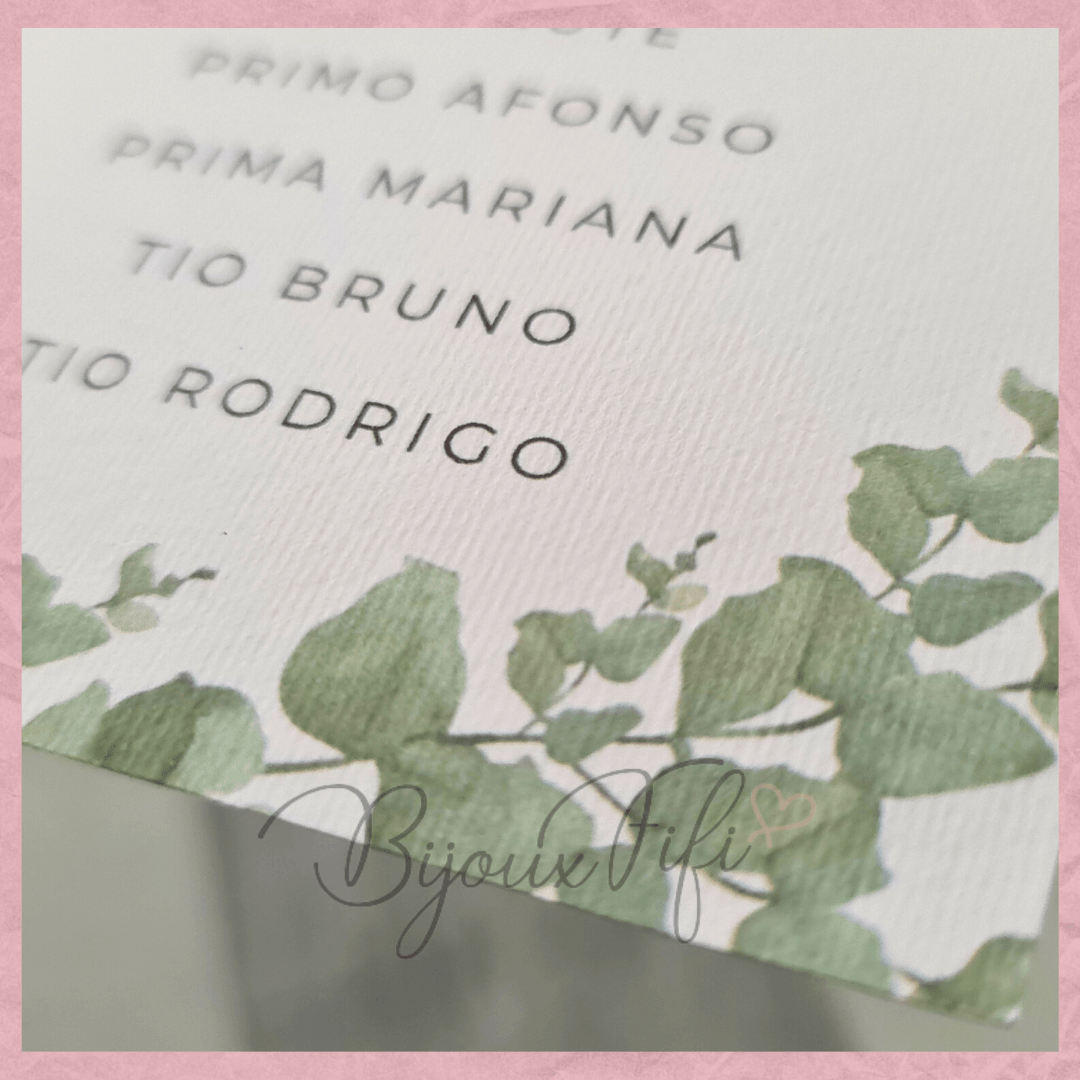 PRIMO AFONSO
PRIMA MARIANA
TIO BRUNO
TIO RODRIGO
BijouxFifi